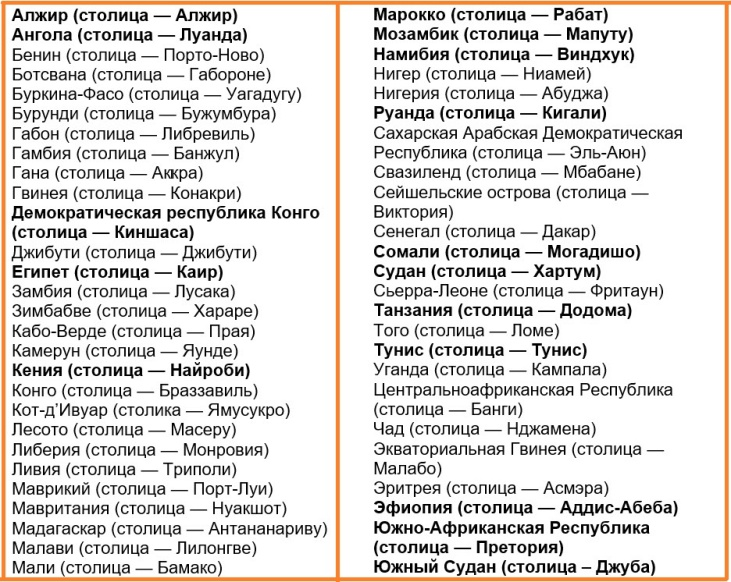 Алжир (столица — Алжир)
Ангола (столица — Луанда)
Бенин (столица — Порто-Ново)
Ботсвана (столица — Габороне)
Буркина-Фасо (столица — Уагадугу)
Бурунди (столица — Бужумбура)
Габон (столица — Либревиль)
Гамбия (столица — Банжул)
Гана (столица — Аккра)
Гвинея (столица — Конакри)
Демократическая республика Конго
(столица — Киншаса)
Джибути (столица — Джибути)
Египет (столица — Каир)
Замбия (столица — Лусака)
Зимбабве (столица — Хараре)
Кабо-Верде (столица — Прая)
Камерун (столица — Яунде)
Кения (столица — Найроби)
Конго (столица — Браззавиль)
Кот-д’Ивуар (столика — Ямусукро)
Лесото (столица — Масеру)
Либерия (столица — Монровия)
Ливия (столица — Триполи)
Маврикий (столица — Порт-Луи)
Мавритания (столица — Нуакшот)
Мадагаскар (столица — Антананариву)
Малави (столица — Лилонгве)
Мали (столица — Бамако)
Марокко (столица — Рабат)
Мозамбик (столица — Мапуту)
Намибия (столица — Виндхук)
Нигер (столица — Ниамей)
Нигерия (столица — Абуджа)
Руанда (столица — Кигали)
Сахарская Арабская Демократическая
Республика (столица — Эль-Аюн)
Свазиленд (столица — Мбабане)
Сейшельские острова (столица —
Виктория)
Сенегал (столица — Дакар)
Сомали (столица — Могадишо)
Судан (столица — Хартум)
Сьерра-Леоне (столица — Фритаун)
Танзания (столица — Додома)
Того (столица — Ломе)
Тунис (столица — Тунис)
Уганда (столица — Кампала)
Центральноафриканская Республика
(столица — Банги)
Чад (столица — Нджамена)
Экваториальная Гвинея (столица —
Малабо)
Эритрея (столица — Асмэра)
Эфиопия (столица — Аддис-Абеба)
Южно-Африканская Республика
(столица — Претория)
Южный Судан (столица – Джуба)